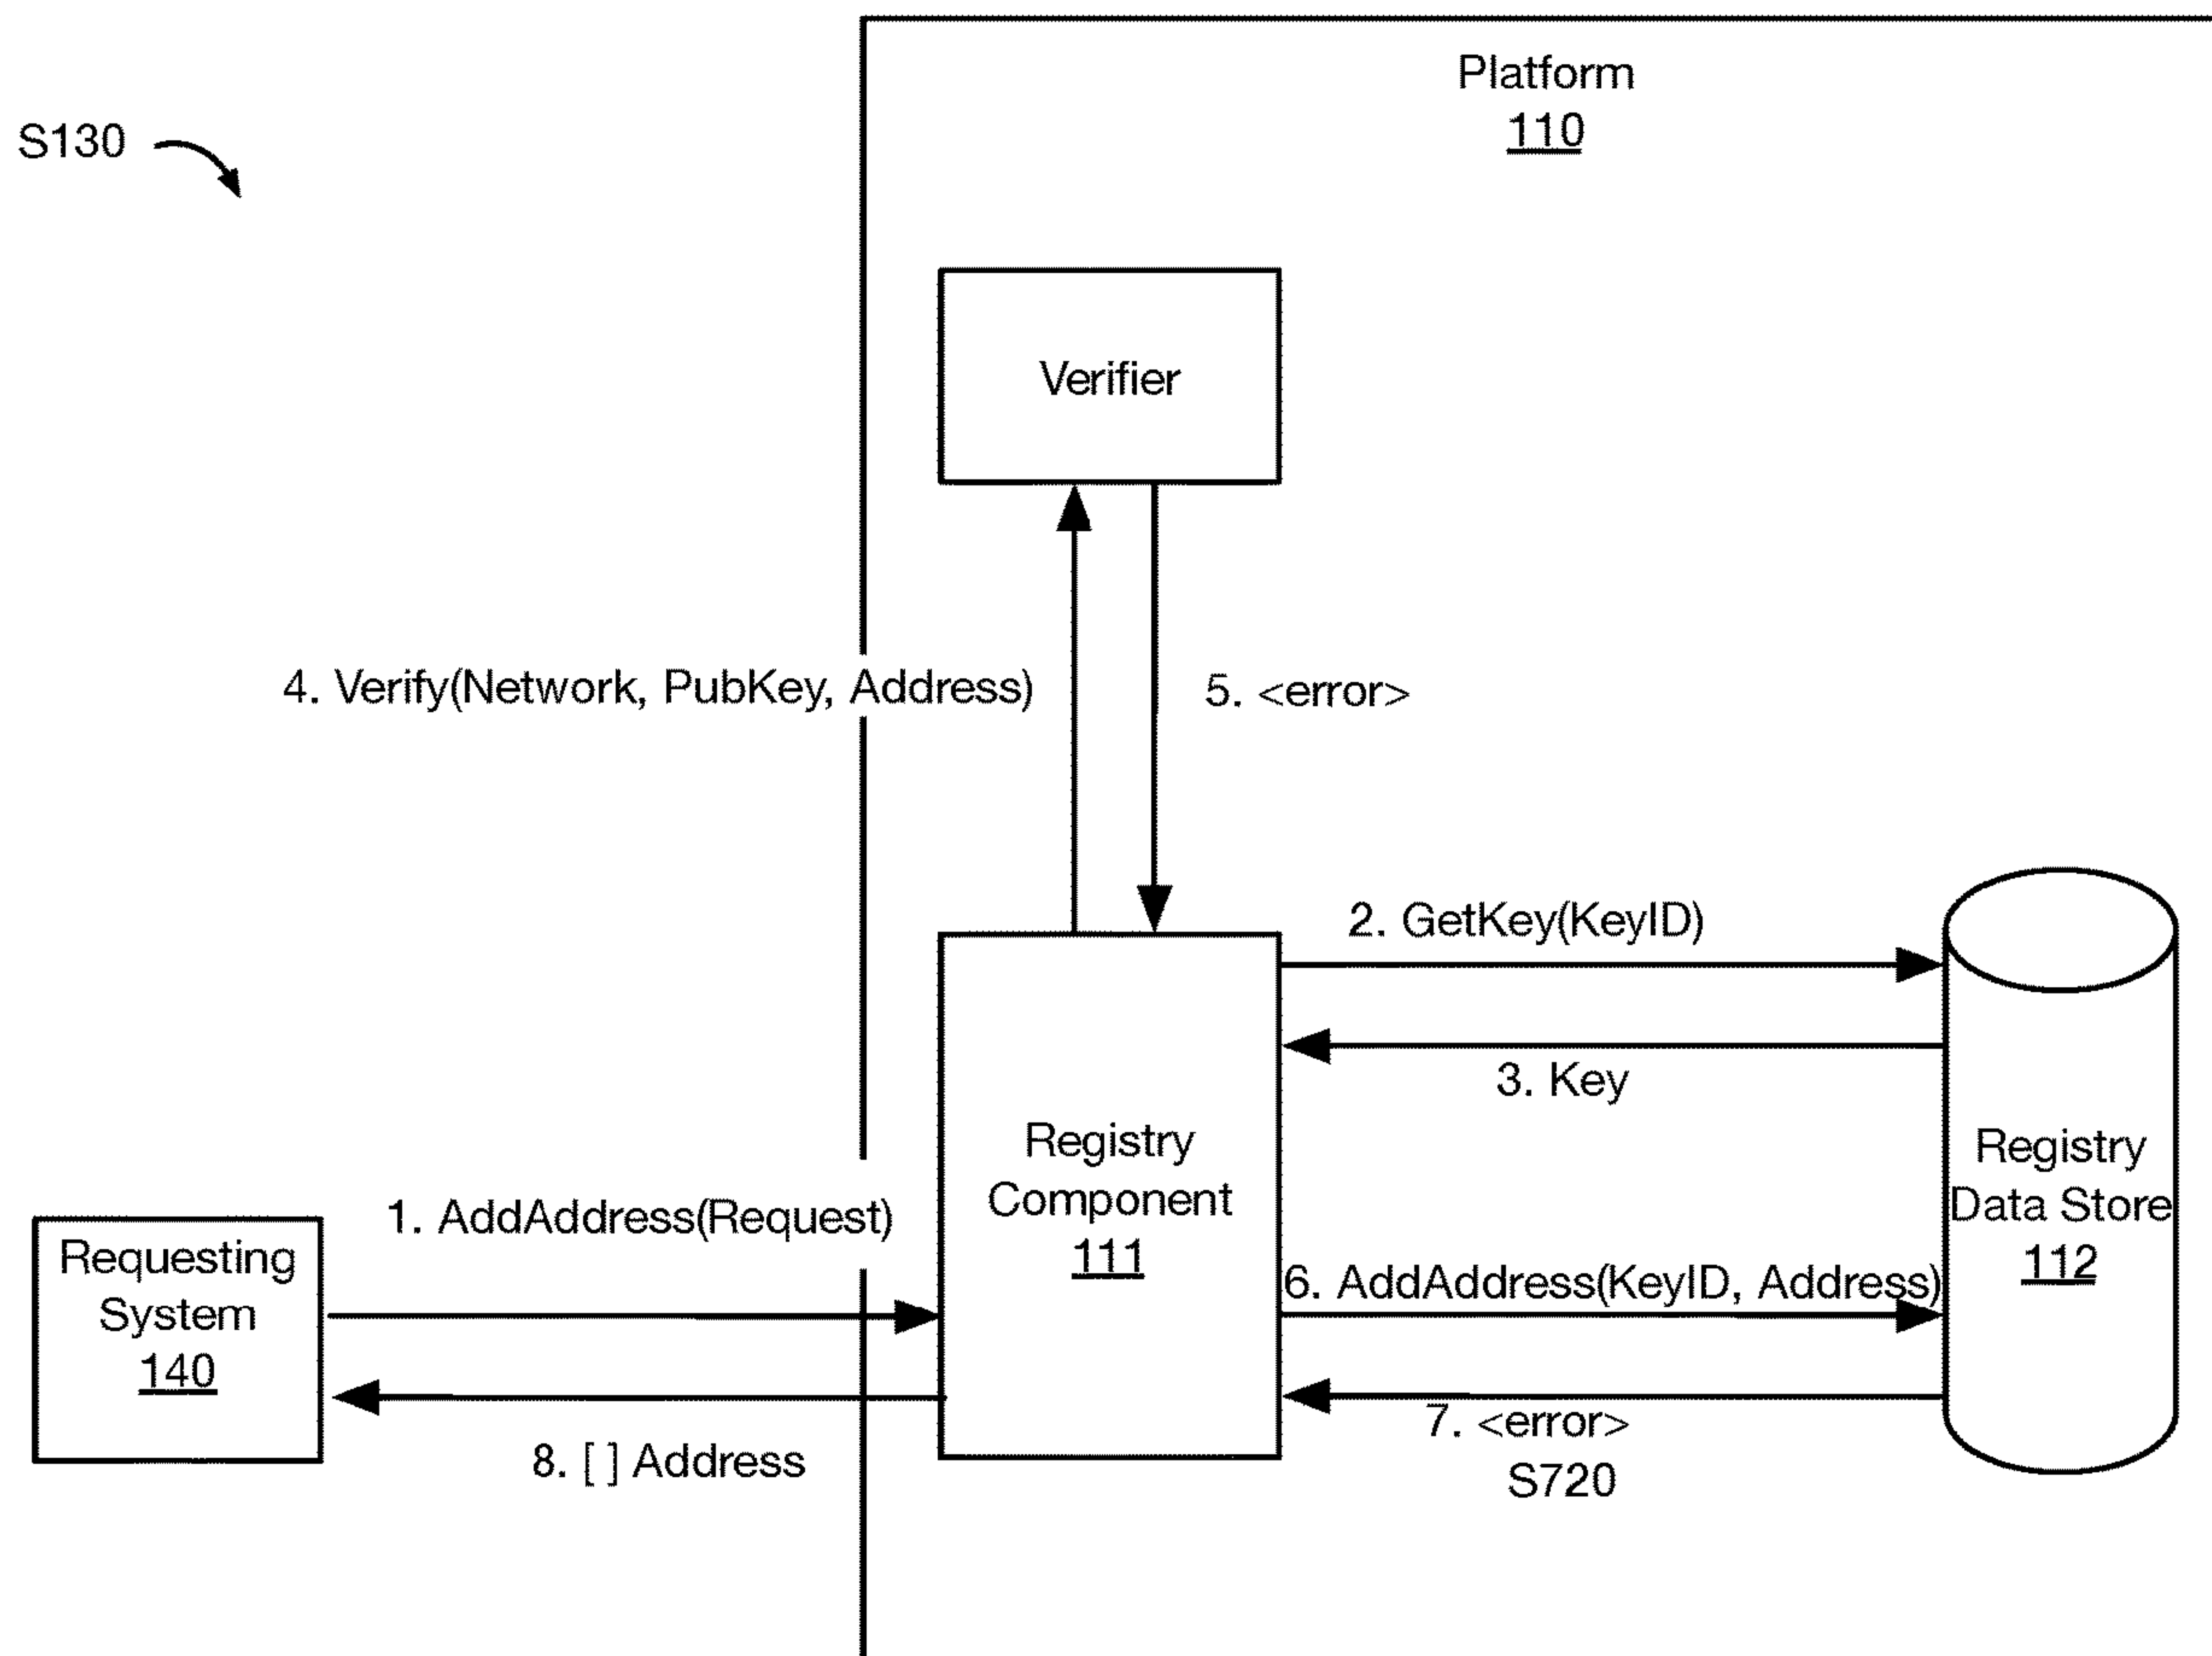 Platform
110
S130
Verifier
4. Verify(Network, PubKey, Address)
5. <error>
2. GetKey(KeyID)
3. Key
Registry
Component
111
Registry
Data Store
112
1. AddAddress(Request)
Requesting
System
140
6. AddAddress(KeyID, Address)
7. <error>
S720
8. [ ] Address